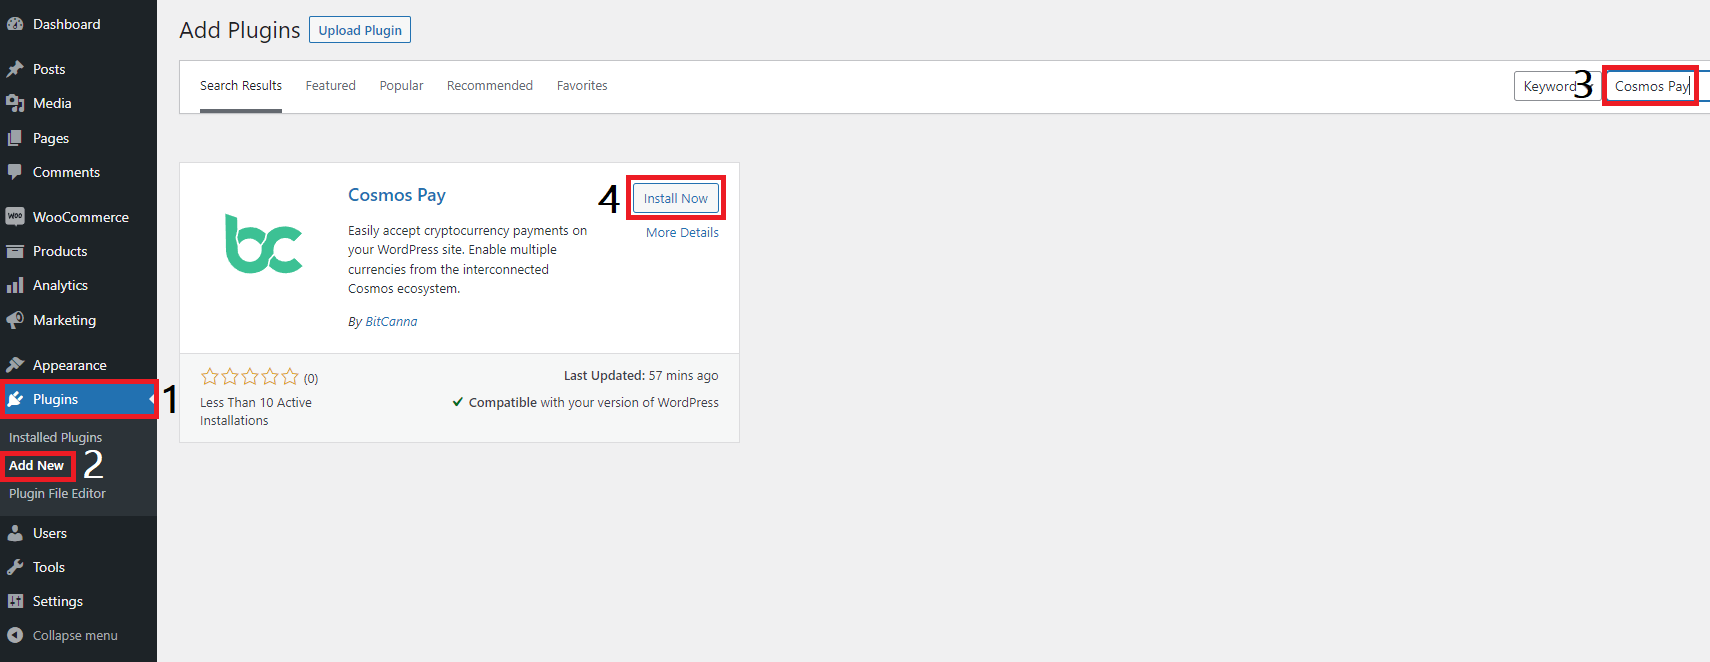 Dashboard
Posts
Media
Pages
Comments
WooCommerce
Products
Analytics
Marketing
Appearance
Plugins
1
Installed Plugins
Add New
2
Plugin File Editor
Users
Tools
Settings
Collapse menu
Add Plugins
Upload Plugin
Search Results
Featured
Popular
Recommended
Favorites
Keyword
3
Cosmos Pay
bc
Cosmos Pay
4
Install Now
More Details
Easily accept cryptocurrency payments on
your WordPress site. Enable multiple
currencies from the interconnected
Cosmos ecosystem.
By BitCanna
(0)
Less Than 10 Active
Installations
Last Updated: 57 mins ago
Compatible with your version of WordPress